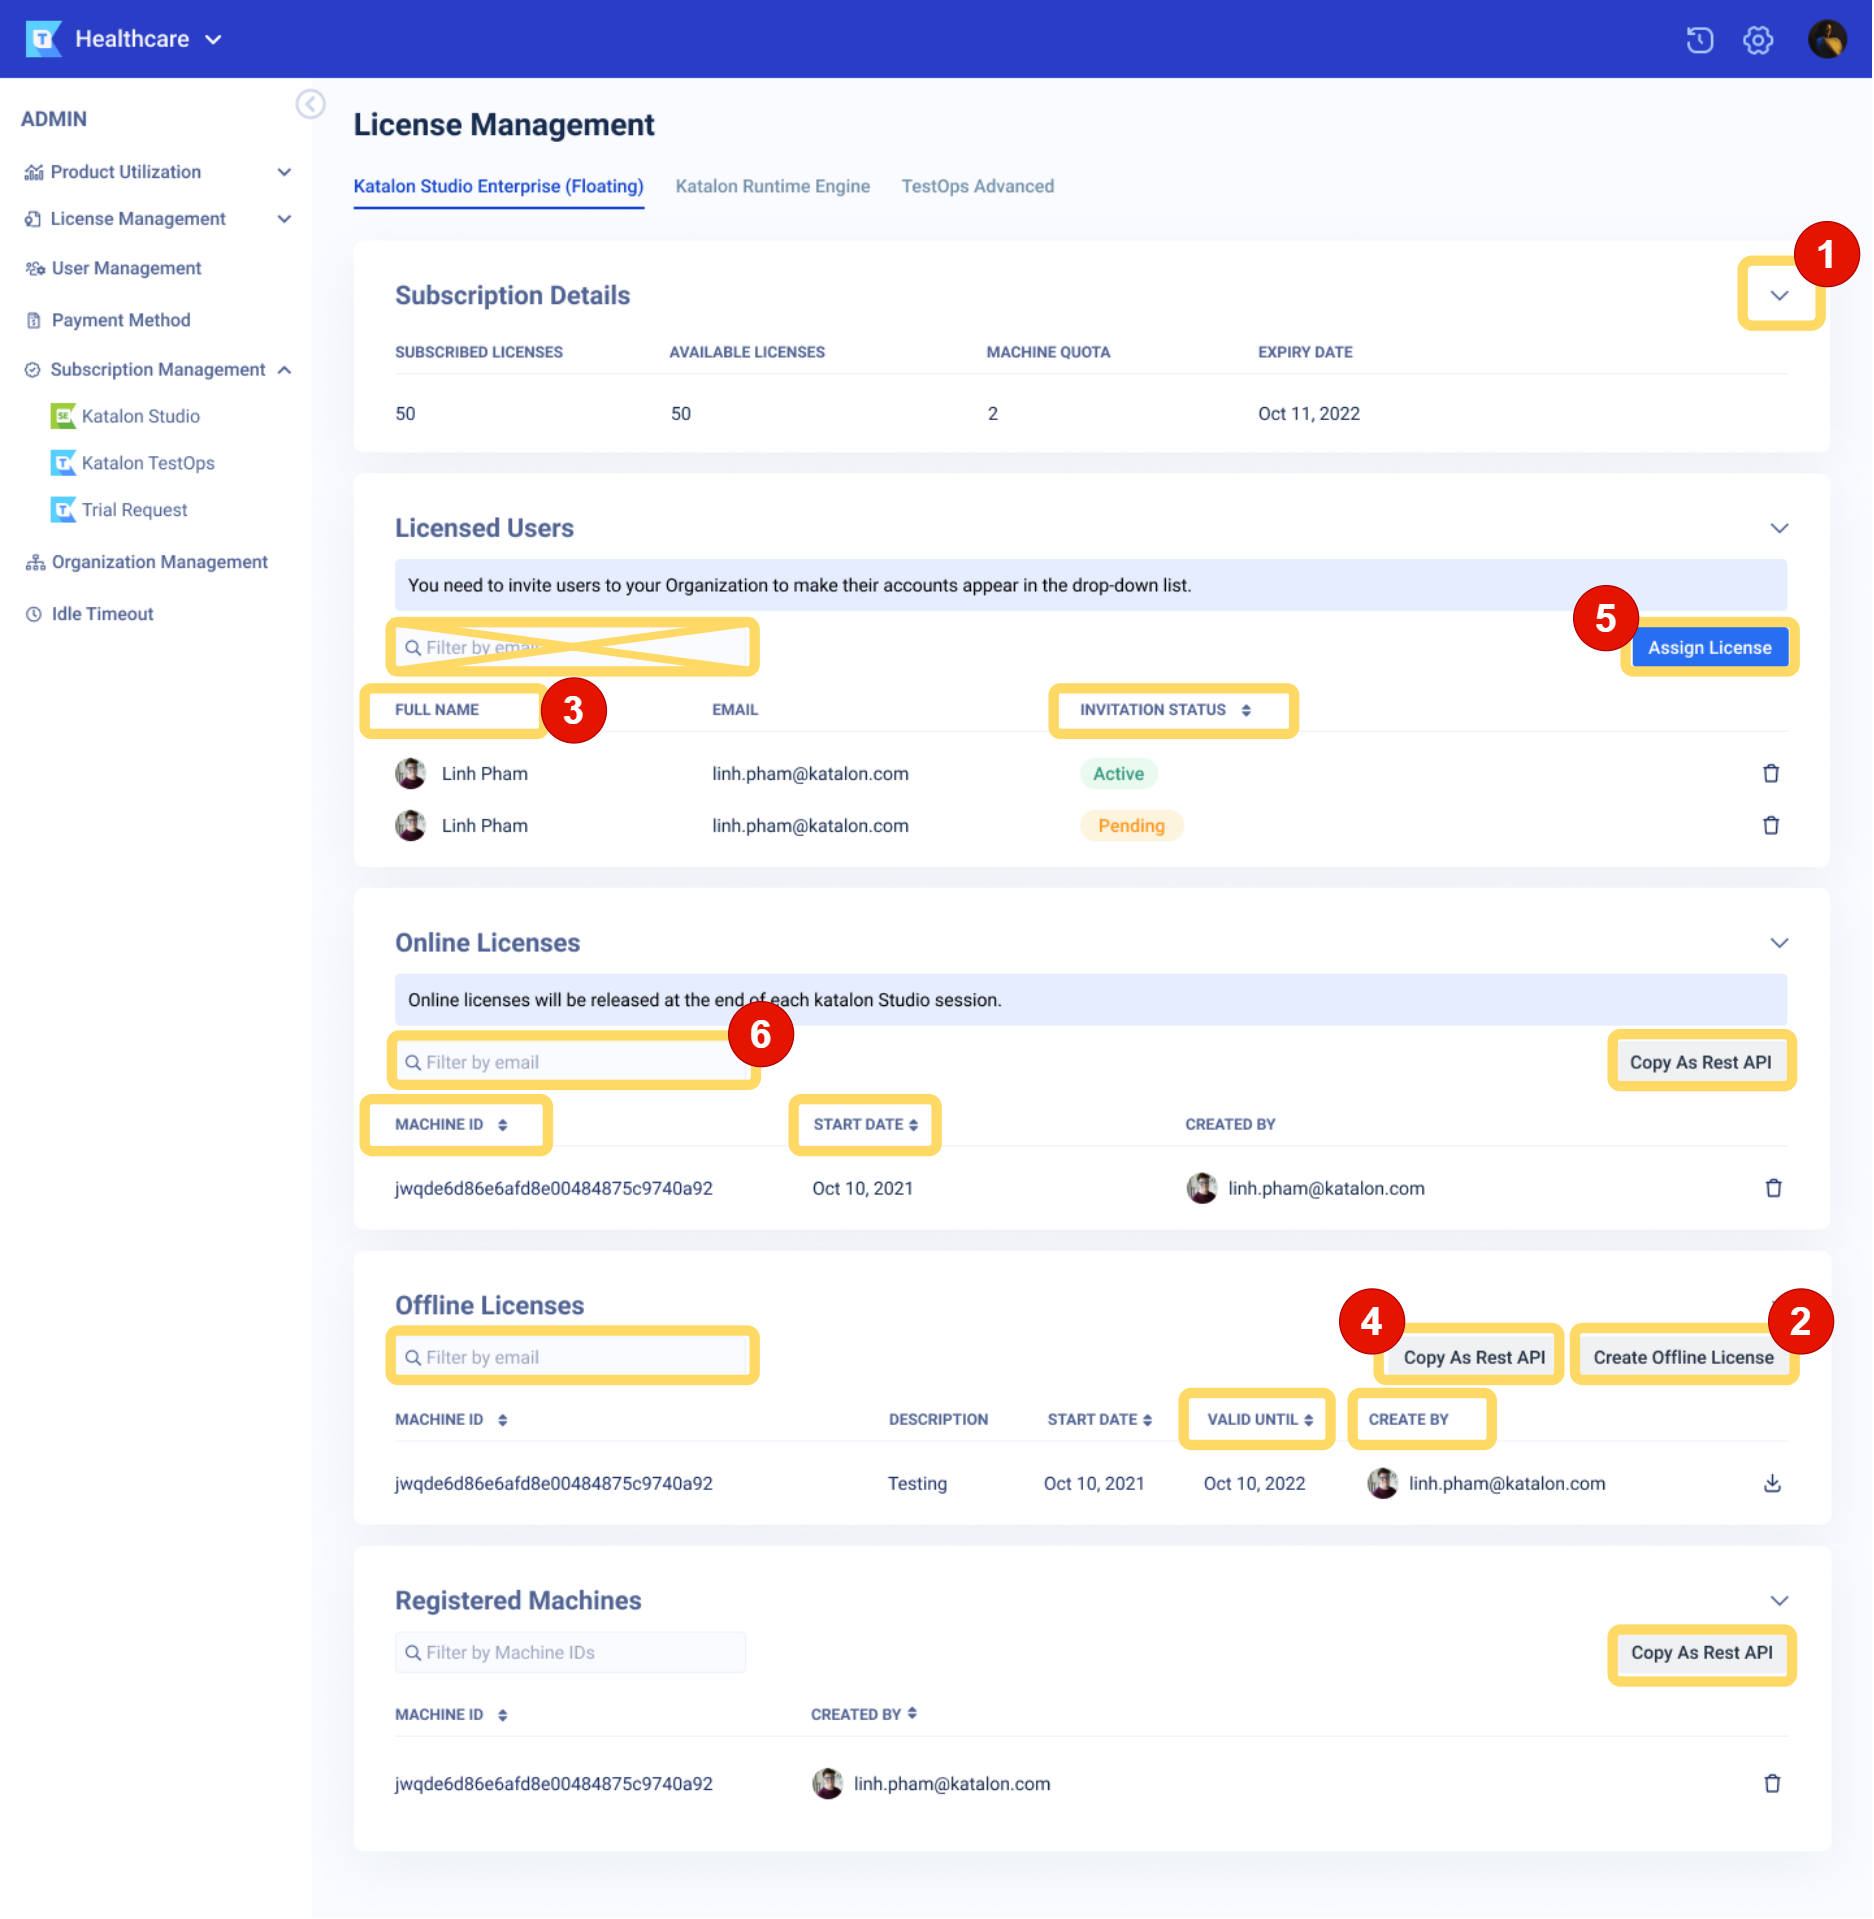 Healthcare
ADMIN
Product Utilization
License Management
User Management
Payment Method
Subscription Management
SE Katalon Studio
T Katalon TestOps
T Trial Request
Organization Management
Idle Timeout
License Management
Katalon Studio Enterprise (Floating) Katalon Runtime Engine TestOps Advanced
1
Subscription Details
SUBSCRIBED LICENSES AVAILABLE LICENSES MACHINE QUOTA EXPIRY DATE
50 50 2 Oct 11, 2022
Licensed Users
You need to invite users to your Organization to make their accounts appear in the drop-down list.
5
Filter by email Assign License
FULL NAME 3 EMAIL INVITATION STATUS
Linh Pham linh.pham@katalon.com Active
Linh Pham linh.pham@katalon.com Pending
Online Licenses
Online licenses will be released at the end of each katalon Studio session.
6
Filter by email Copy As Rest API
MACHINE ID START DATE CREATED BY
jwqde6d86e6afd8e00484875c9740a92 Oct 10, 2021 linh.pham@katalon.com
Offline Licenses
4 2
Filter by email Copy As Rest API Create Offline License
MACHINE ID DESCRIPTION START DATE VALID UNTIL CREATE BY
jwqde6d86e6afd8e00484875c9740a92 Testing Oct 10, 2021 Oct 10, 2022 linh.pham@katalon.com
Registered Machines
Filter by Machine IDs Copy As Rest API
MACHINE ID CREATED BY
jwqde6d86e6afd8e00484875c9740a92 linh.pham@katalon.com